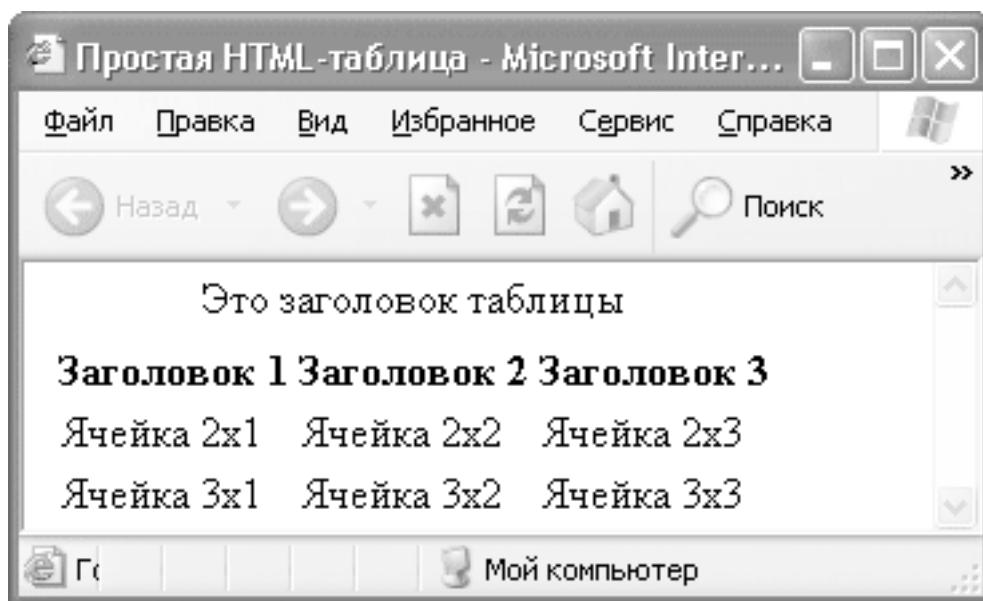 Простая HTML-таблица - Microsoft Inter...
Файл Правка Вид Избранное Сервис Справка
Назад Поиск »
Это заголовок таблицы
Заголовок 1 Заголовок 2 Заголовок 3
Ячейка 2x1 Ячейка 2x2 Ячейка 2x3
Ячейка 3x1 Ячейка 3x2 Ячейка 3x3
Мой компьютер